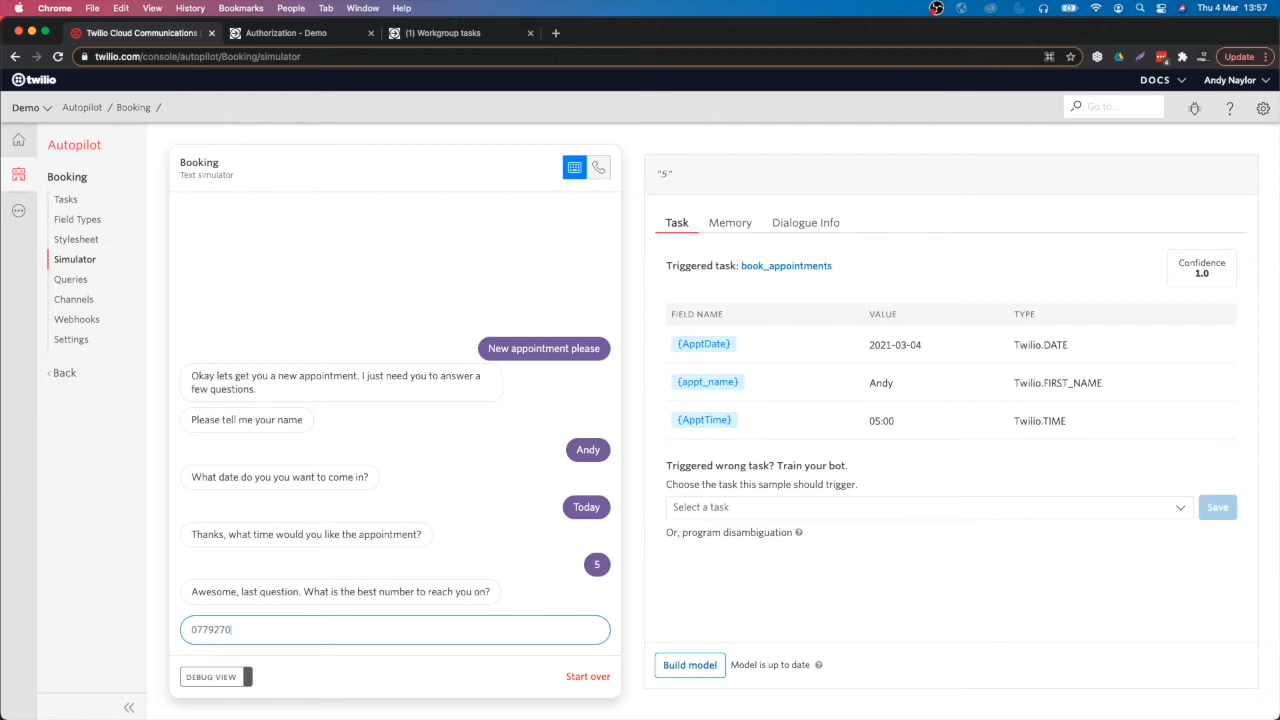 Chrome File Edit View History Bookmarks People Tab Window Help Thu 4 Mar 13:57
Twilio Cloud Communications Authorization - Demo (1) Workgroup tasks
twilio.com/console/autopilot/Booking/simulator Update
twilio DOCS Andy Naylor
Demo Autopilot / Booking / Go to...
Autopilot
Booking
Tasks
Field Types
Stylesheet
Simulator
Queries
Channels
Webhooks
Settings
Back
Booking
Text simulator
New appointment please
Okay lets get you a new appointment. I just need you to answer a
few questions.
Please tell me your name
Andy
What date do you you want to come in?
Today
Thanks, what time would you like the appointment?
5
Awesome, last question. What is the best number to reach you on?
0779270
DEBUG VIEW Start over
"5"
Task Memory Dialogue Info
Triggered task: book_appointments
Confidence
1.0
FIELD NAME VALUE TYPE
{ApptDate} 2021-03-04 Twilio.DATE
{appt_name} Andy Twilio.FIRST_NAME
{ApptTime} 05:00 Twilio.TIME
Triggered wrong task? Train your bot.
Choose the task this sample should trigger.
Select a task Save
Or, program disambiguation
Build model Model is up to date